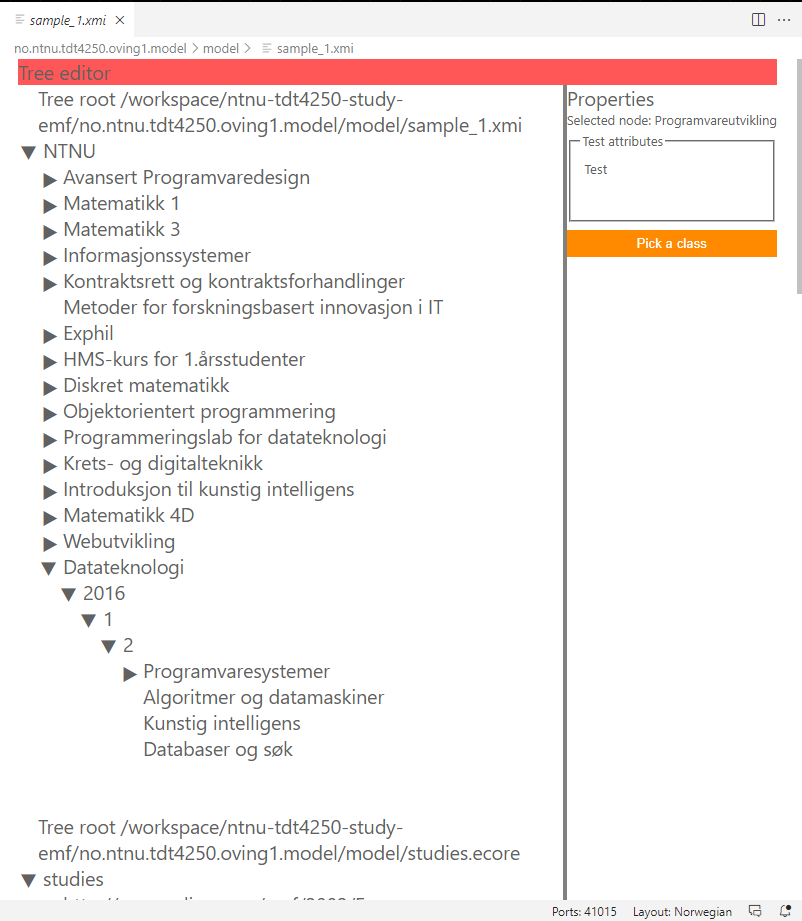 sample_1.xmi
no.ntnu.tdt4250.oving1.model > model > sample_1.xmi
Tree editor
Tree root /workspace/ntnu-tdt4250-study-
emf/no.ntnu.tdt4250.oving1.model/model/sample_1.xmi
NTNU
Avansert Programvaredesign
Matematikk 1
Matematikk 3
Informasjonssystemer
Kontraktsrett og kontraktsforhandlinger
Metoder for forskningsbasert innovasjon i IT
Exphil
HMS-kurs for 1.årsstudenter
Diskret matematikk
Objektorientert programmering
Programmeringslab for datateknologi
Krets- og digitalteknikk
Introduksjon til kunstig intelligens
Matematikk 4D
Webutvikling
Datateknologi
2016
1
2
Programvaresystemer
Algoritmer og datamaskiner
Kunstig intelligens
Databaser og søk
Tree root /workspace/ntnu-tdt4250-study-
emf/no.ntnu.tdt4250.oving1.model/model/studies.ecore
studies
Properties
Selected node: Programvareutvikling
Test attributes
Test
Pick a class
Ports: 41015 Layout: Norwegian